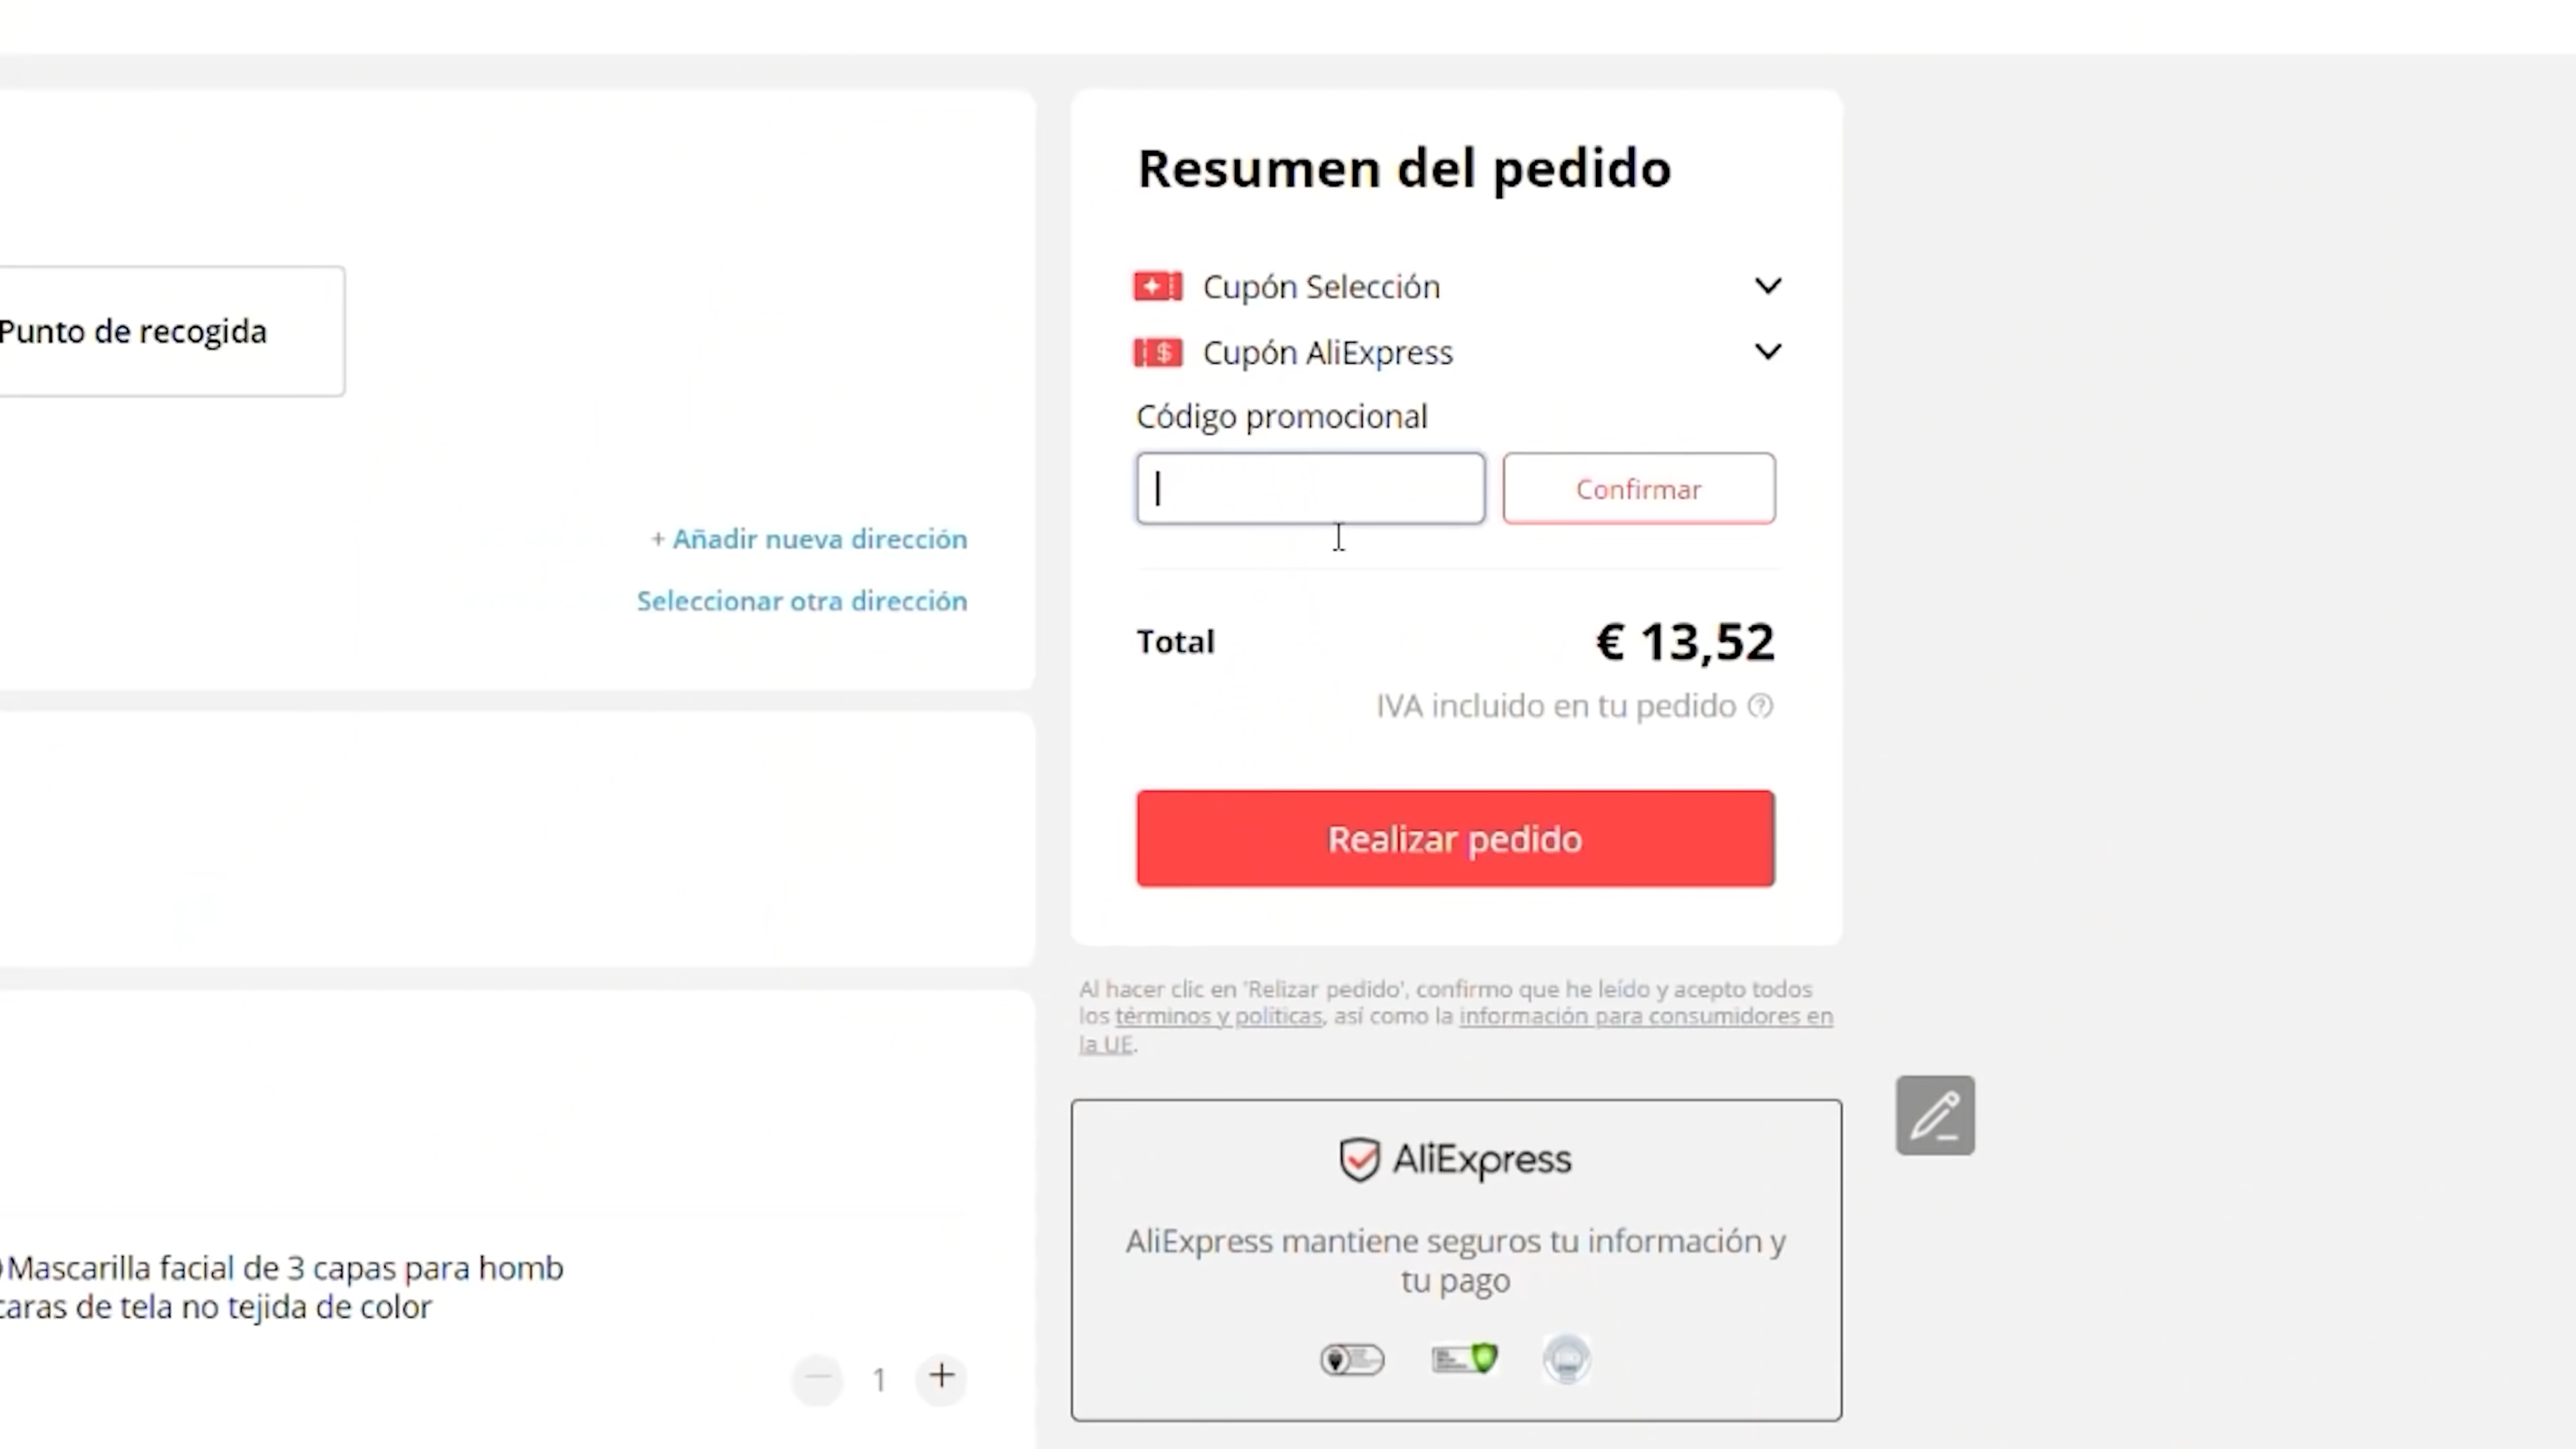 Resumen del pedido
Cupón Selección
Cupón AliExpress
Código promocional
Confirmar
Punto de recogida
+ Añadir nueva dirección
Seleccionar otra dirección
Total
€ 13,52
IVA incluido en tu pedido
Realizar pedido
Al hacer clic en 'Relizar pedido', confirmo que he leído y acepto todos
los términos y políticas, así como la información para consumidores en
la UE.
AliExpress
AliExpress mantiene seguros tu información y
tu pago
Mascarilla facial de 3 capas para homb
caras de tela no tejida de color
1